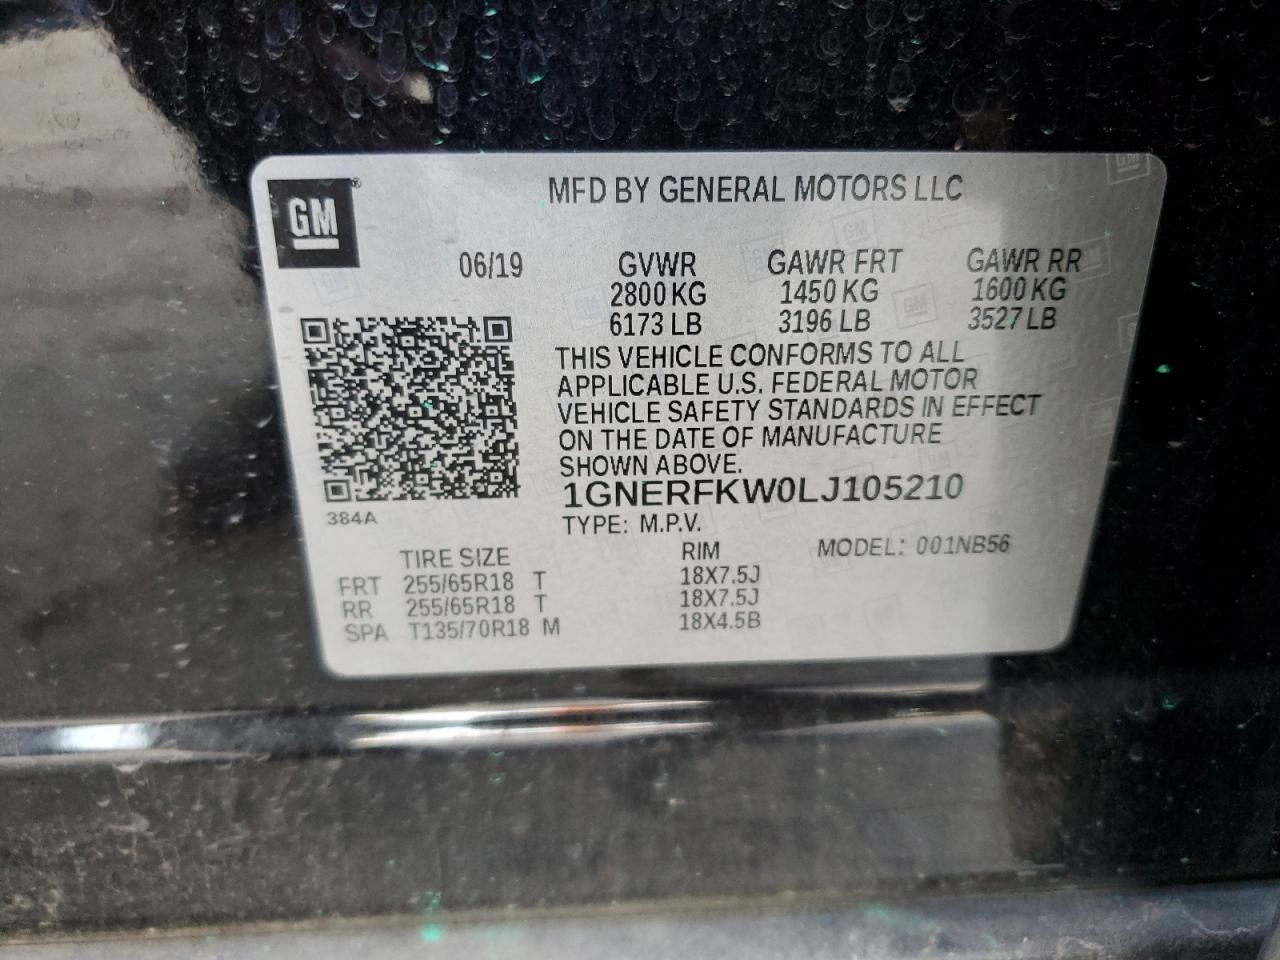 MFD BY GENERAL MOTORS LLC
GM®
06/19 GVWR GAWR FRT GAWR RR
2800 KG 1450 KG 1600 KG
6173 LB 3196 LB 3527 LB
THIS VEHICLE CONFORMS TO ALL
APPLICABLE U.S. FEDERAL MOTOR
VEHICLE SAFETY STANDARDS IN EFFECT
ON THE DATE OF MANUFACTURE
SHOWN ABOVE.
1GNERFKW0LJ105210
384A
TYPE: M.P.V.
TIRE SIZE RIM MODEL: 001NB56
FRT 255/65R18 T 18X7.5J
RR 255/65R18 T 18X7.5J
SPA T135/70R18 M 18X4.5B